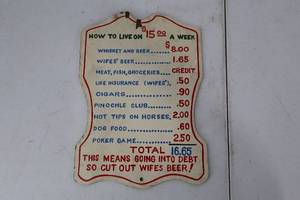 HOW TO LIVE ON $15.00 A WEEK
WHISKEY AND BEER......$8.00
WIFES' BEER......1.65
MEAT, FISH, GROCERIES....CREDIT
LIFE INSURANCE (WIFES')..50
CIGARS......90
PINOCHLE CLUB......50
HOT TIPS ON HORSES..2.00
DOG FOOD......60
POKER GAME......2.50
TOTAL 16.65
THIS MEANS GOING INTO DEBT
SO CUT OUT WIFES BEER!